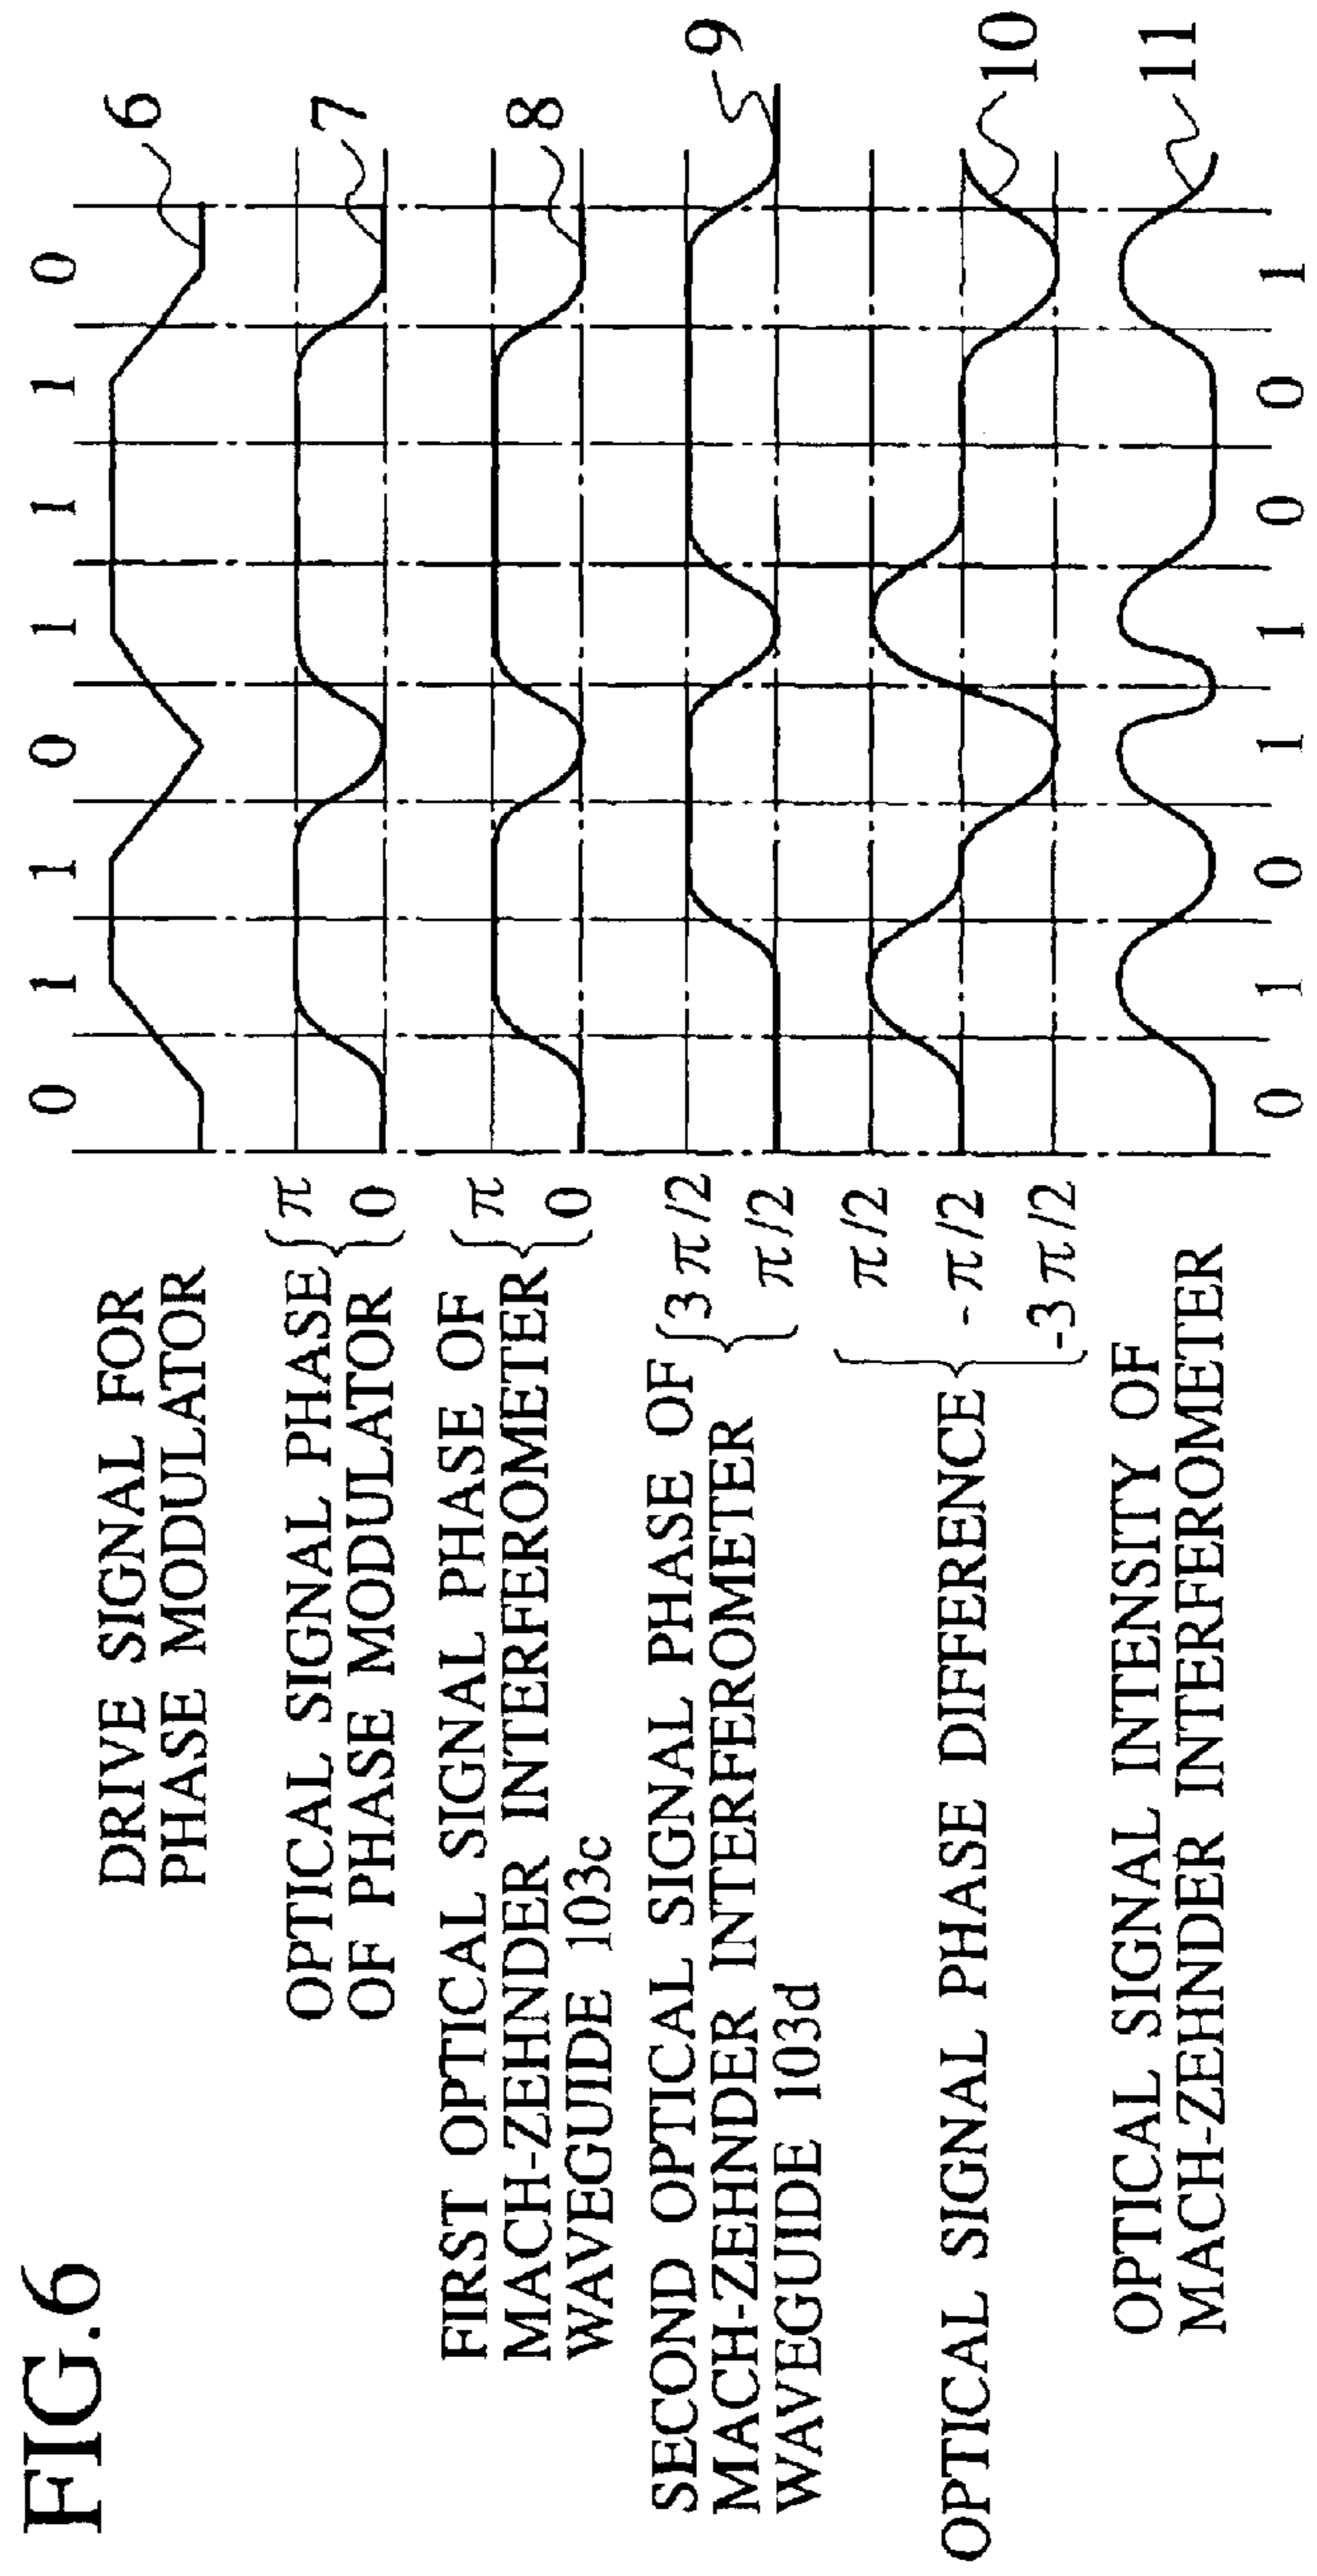 FIG.6
0 1 1 0 1 1 1 0
DRIVE SIGNAL FOR
PHASE MODULATOR
6
OPTICAL SIGNAL PHASE
OF PHASE MODULATOR
π
0
7
FIRST OPTICAL SIGNAL PHASE OF
MACH-ZEHNDER INTERFEROMETER
WAVEGUIDE 103c
π
0
8
SECOND OPTICAL SIGNAL PHASE OF
MACH-ZEHNDER INTERFEROMETER
WAVEGUIDE 103d
3π/2
π/2
9
OPTICAL SIGNAL PHASE DIFFERENCE
π/2
-π/2
-3π/2
10
OPTICAL SIGNAL INTENSITY OF
MACH-ZEHNDER INTERFEROMETER
11
0 1 0 1 1 0 0 1